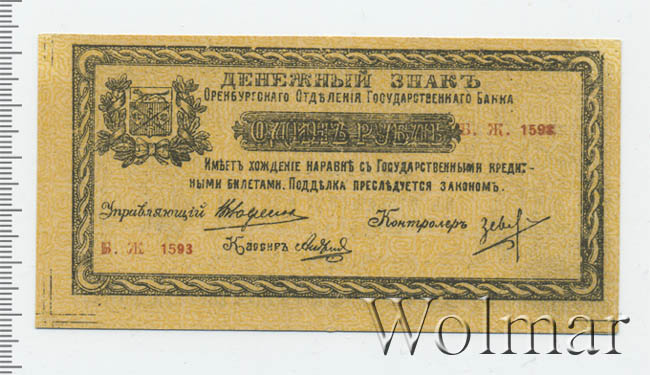 ДЕНЕЖНЫЙ ЗНАКЪ
ОРЕНБУРГСКАГО ОТДѢЛЕНІЯ ГОСУДАРСТВЕННАГО БАНКА
ОДИНЪ РУБЛЬ
Б. Ж. 1593
ИМѢЕТЪ ХОЖДЕНІЕ НАРАВНѢ СЪ ГОСУДАРСТВЕННЫМИ КРЕДИТ-
НЫМИ БИЛЕТАМИ. ПОДДѢЛКА ПРЕСЛѢДУЕТСЯ ЗАКОНОМЪ.
Управляющій
Контролеръ
Б. Ж 1593
Кассиръ
Wolmar